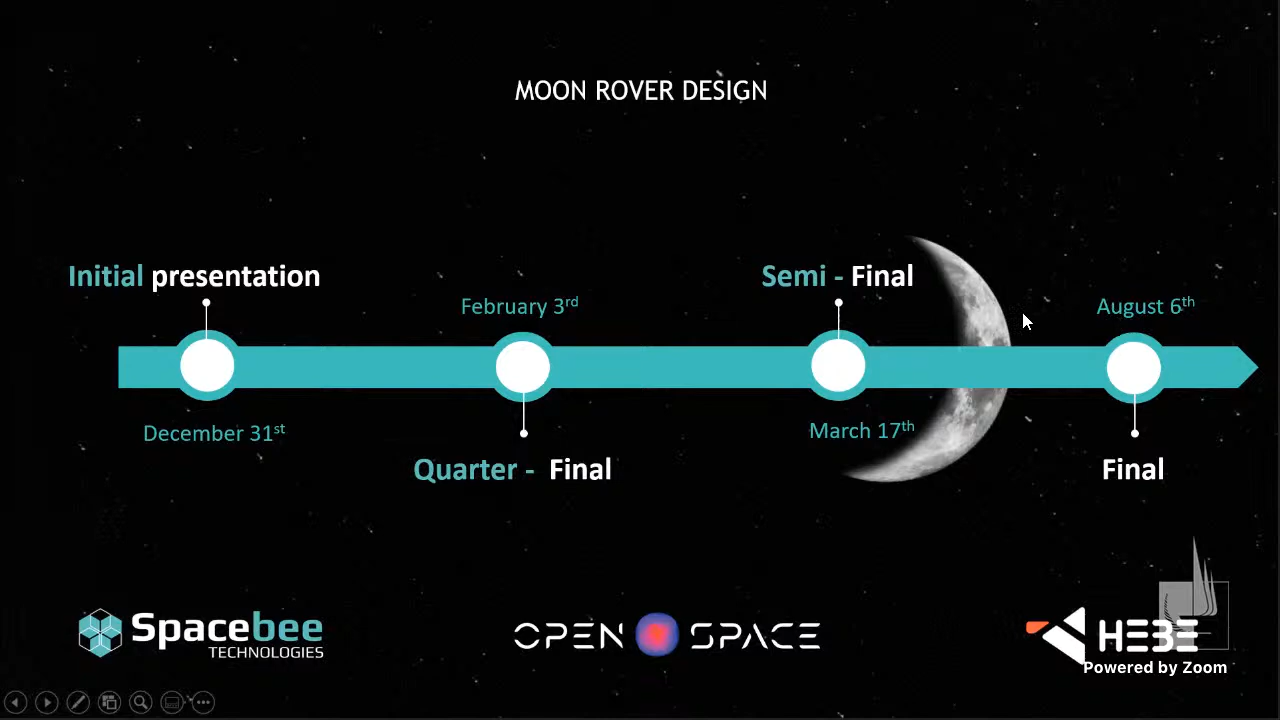 MOON ROVER DESIGN
Initial presentation
February 3rd
Semi - Final
August 6th
December 31st
Quarter - Final
March 17th
Final
Spacebee
TECHNOLOGIES
OPEN SPACE
HEBE
Powered by Zoom